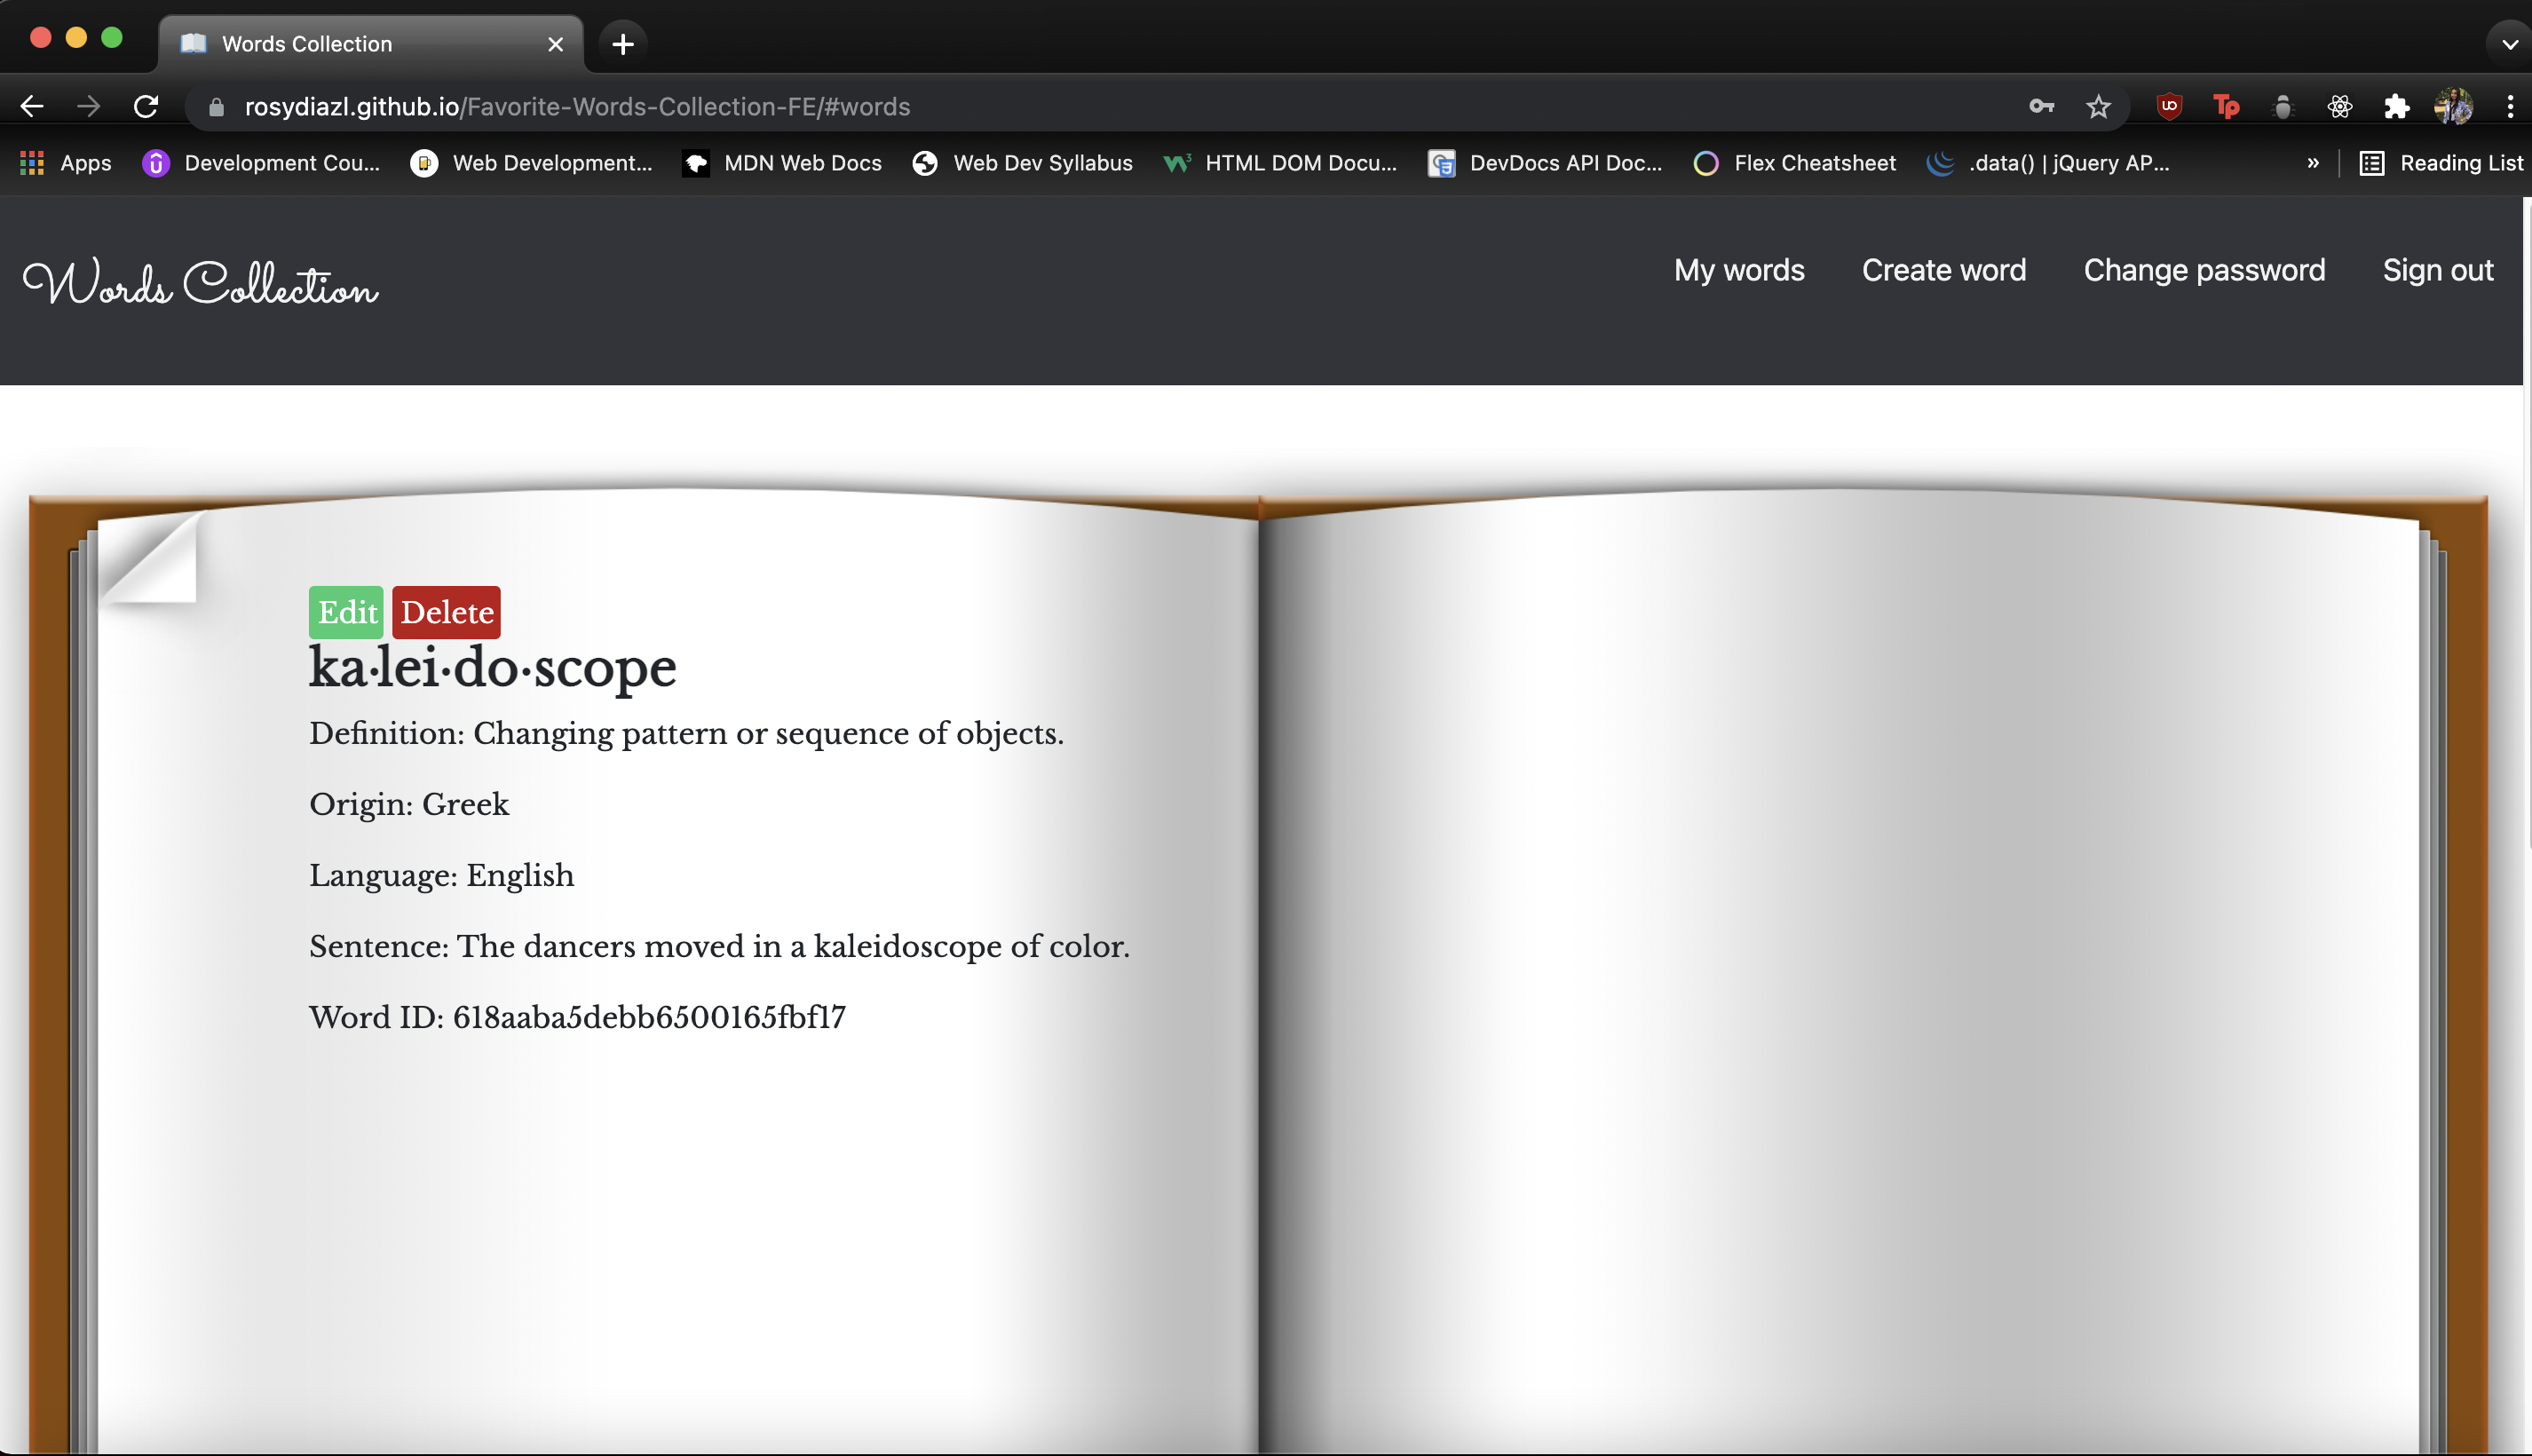 Words Collection
rosydiazl.github.io/Favorite-Words-Collection-FE/#words
Apps Development Cou... Web Development... MDN Web Docs Web Dev Syllabus HTML DOM Docu... DevDocs API Doc... Flex Cheatsheet .data() | jQuery AP... » Reading List
Words Collection My words Create word Change password Sign out
Edit Delete
ka·lei·do·scope
Definition: Changing pattern or sequence of objects.
Origin: Greek
Language: English
Sentence: The dancers moved in a kaleidoscope of color.
Word ID: 618aaba5debb6500165fbf17